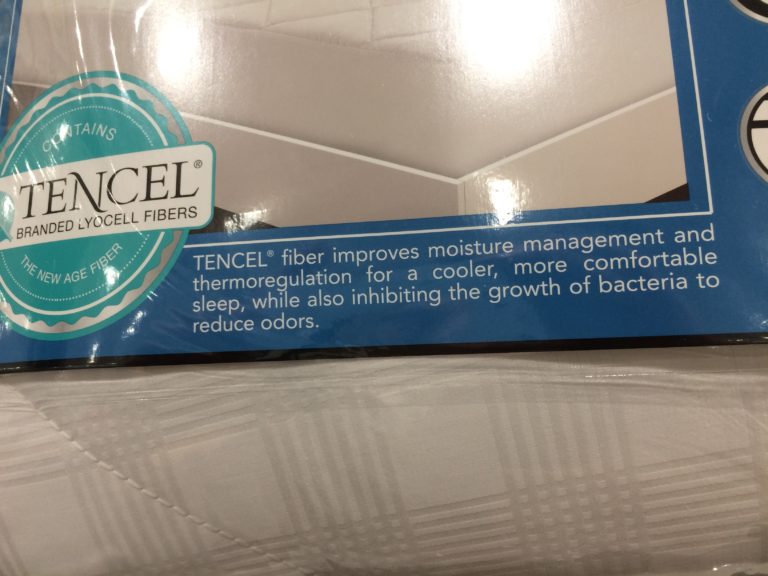 CONTAINS
TENCEL®
BRANDED LYOCELL FIBERS
THE NEW AGE FIBER
TENCEL® fiber improves moisture management and
thermoregulation for a cooler, more comfortable
sleep, while also inhibiting the growth of bacteria to
reduce odors.